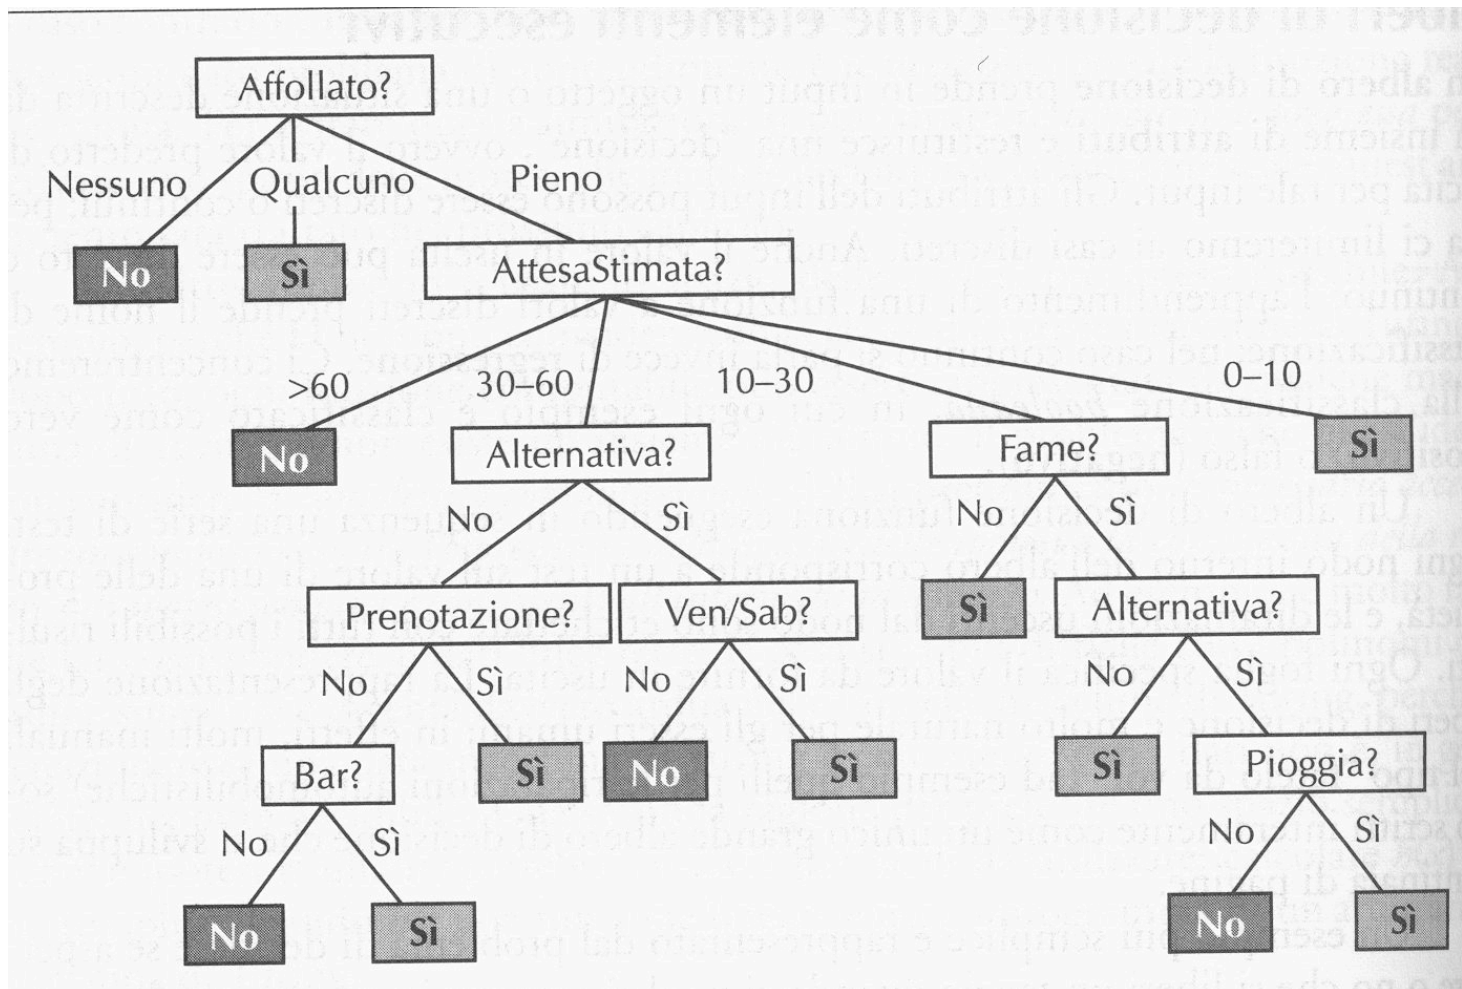 Affollato?
Nessuno Qualcuno Pieno
No Sì AttesaStimata?
>60 30–60 10–30 0–10
No Alternativa? Fame? Sì
No Sì No Sì
Prenotazione? Ven/Sab? Sì Alternativa?
No Sì No Sì No Sì
Bar? Sì No Sì Sì Pioggia?
No Sì No Sì
No Sì No Sì